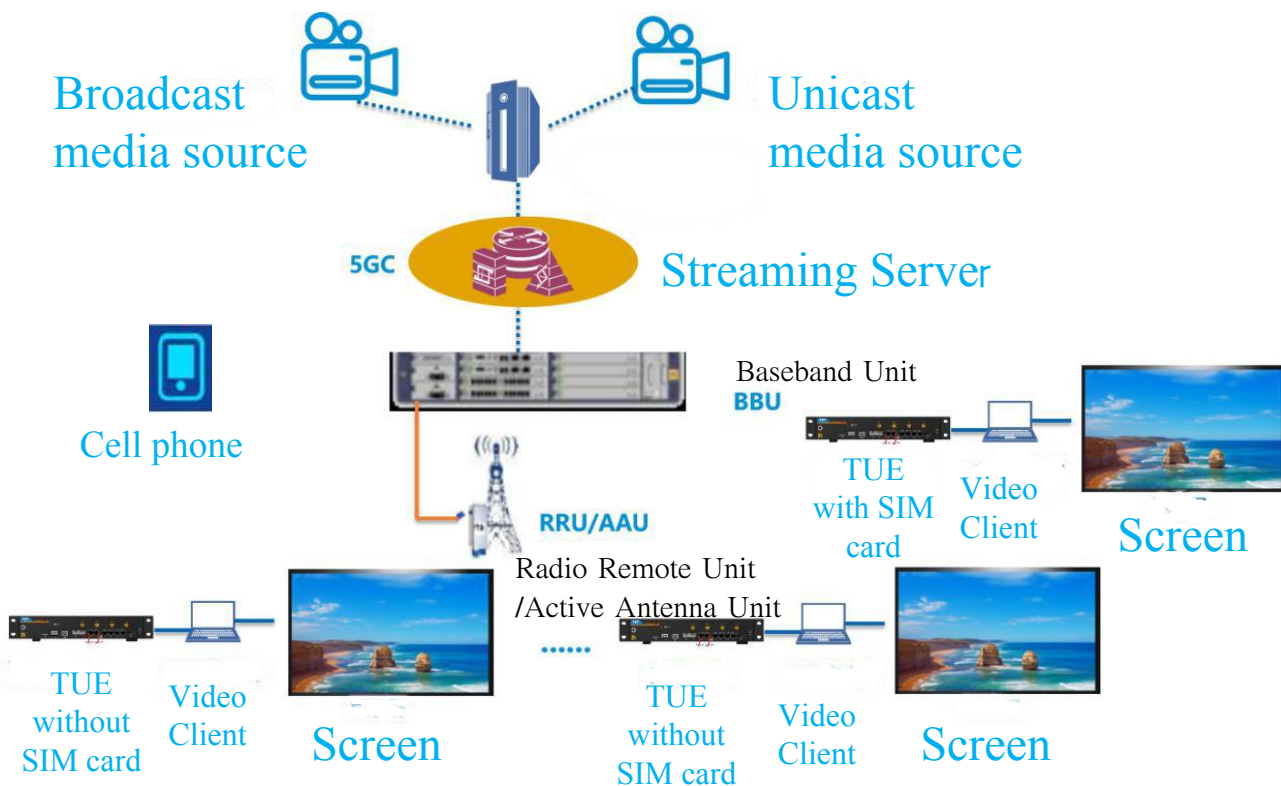 Broadcast
media source
Unicast
media source
5GC
Streaming Server
Cell phone
Baseband Unit
BBU
TUE
with SIM
card
Video
Client
Screen
RRU/AAU
Radio Remote Unit
/Active Antenna Unit
TUE
without
SIM card
Video
Client
Screen
TUE
without
SIM card
Video
Client
Screen